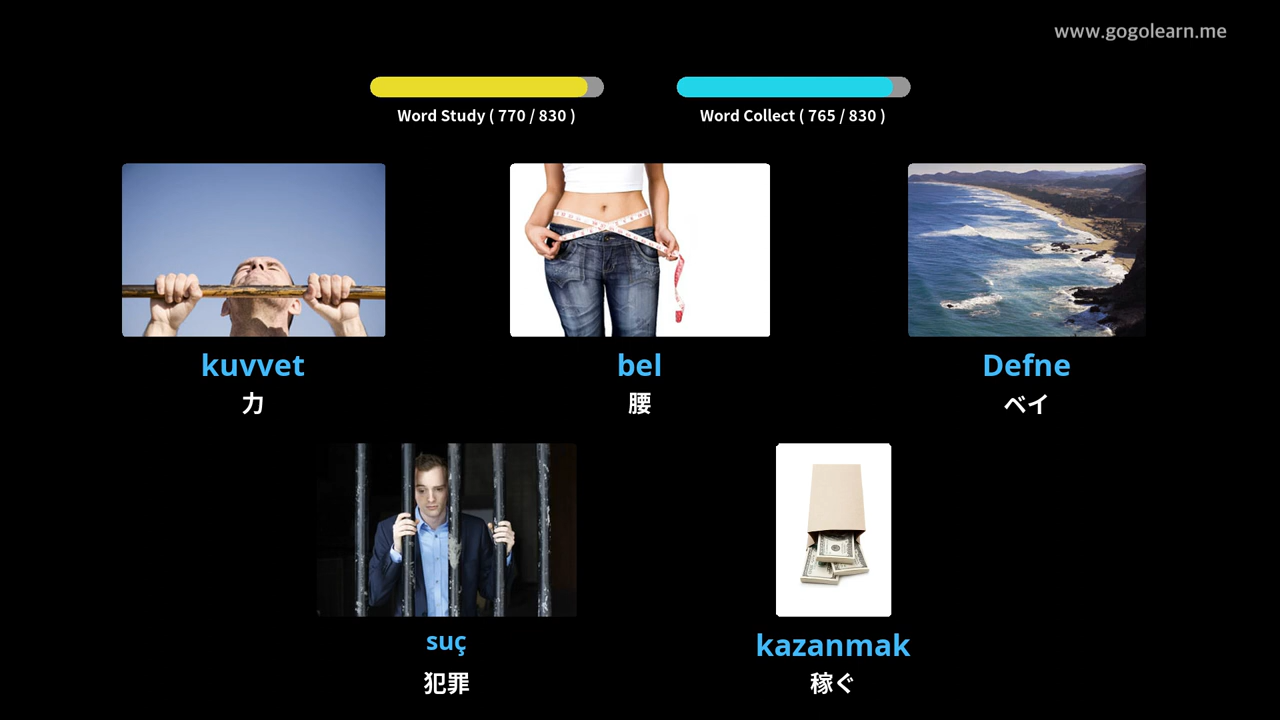 www.gogolearn.me
Word Study ( 770 / 830 )
Word Collect ( 765 / 830 )
kuvvet
力
bel
腰
Defne
ベイ
suç
犯罪
kazanmak
稼ぐ